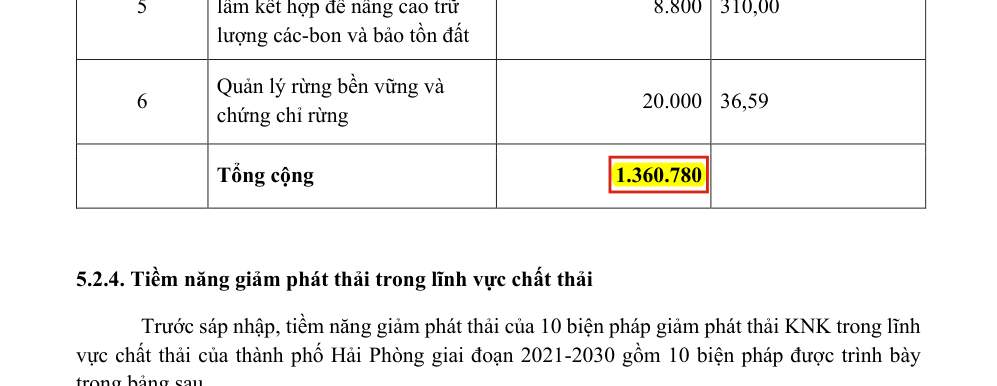 5
lâm kết hợp để nâng cao trữ
8.800
310,00
lượng các-bon và bảo tồn đất
6
Quản lý rừng bền vững và
chứng chỉ rừng
20.000
36,59
Tổng cộng
1.360.780
5.2.4. Tiềm năng giảm phát thải trong lĩnh vực chất thải
Trước sáp nhập, tiềm năng giảm phát thải của 10 biện pháp giảm phát thải KNK trong lĩnh
vực chất thải của thành phố Hải Phòng giai đoạn 2021-2030 gồm 10 biện pháp được trình bày
trong bảng sau